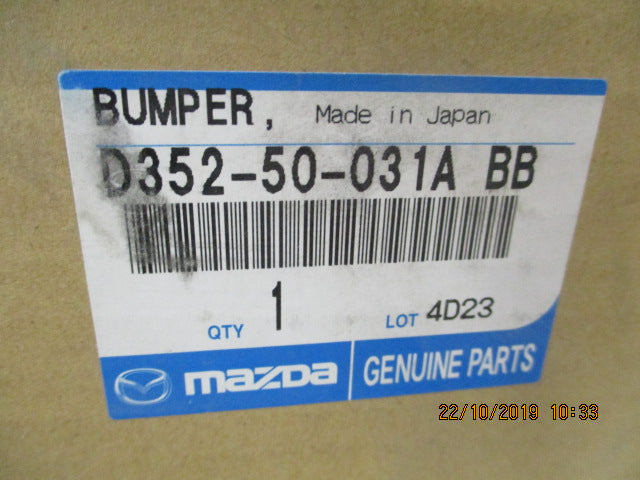 BUMPER, Made in Japan
D352-50-031A BB
QTY 1 LOT 4D23
mazda GENUINE PARTS
22/10/2019 10:33